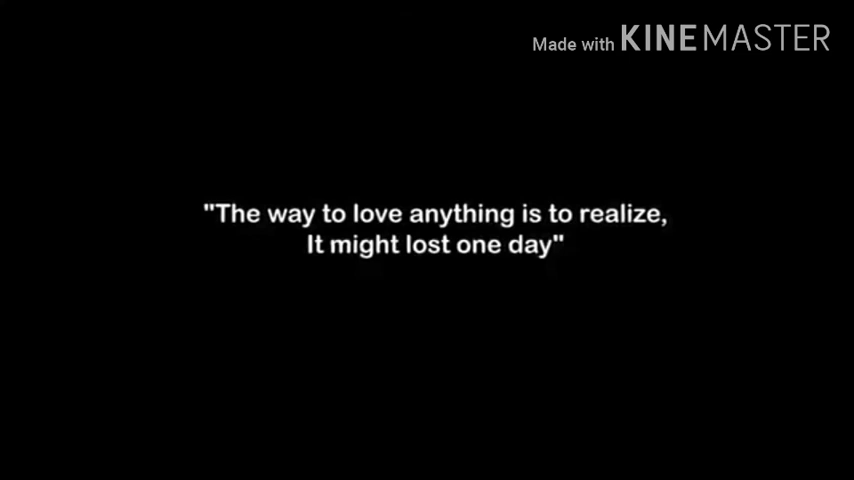 Made with KINEMASTER
"The way to love anything is to realize,
It might lost one day"